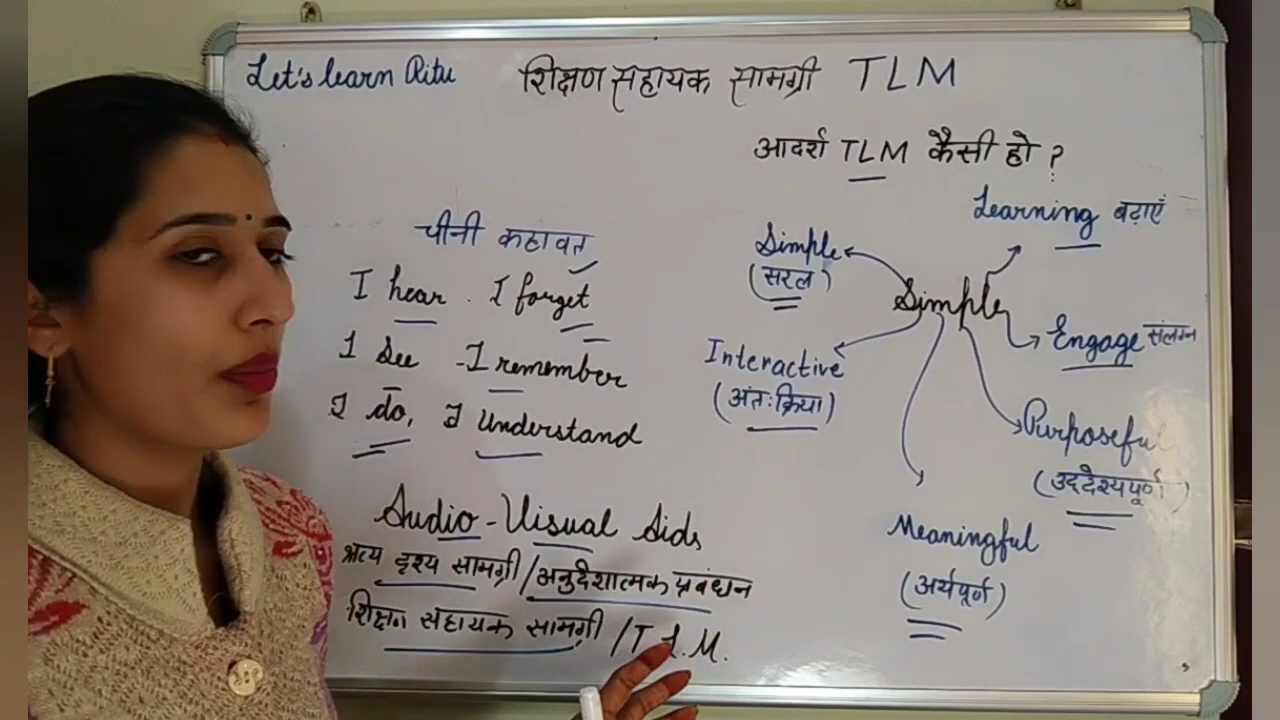 Let's learn Ritu
शिक्षण सहायक सामग्री TLM
आदर्श TLM कैसी हो ?
चीनी कहावत
I hear . I forget
I See - I remember
I do, I Understand
Audio - Visual Aids
श्रव्य दृश्य सामग्री / अनुदेशात्मक प्रबंधन
शिक्षण सहायक सामग्री / T.L.M.
Simple
Learning बढ़ाएं
Engage संलग्न
Purposeful
(उद्देश्यपूर्ण)
Meaningful
(अर्थपूर्ण)
Interactive
(अंतःक्रिया)
Simple
(सरल)